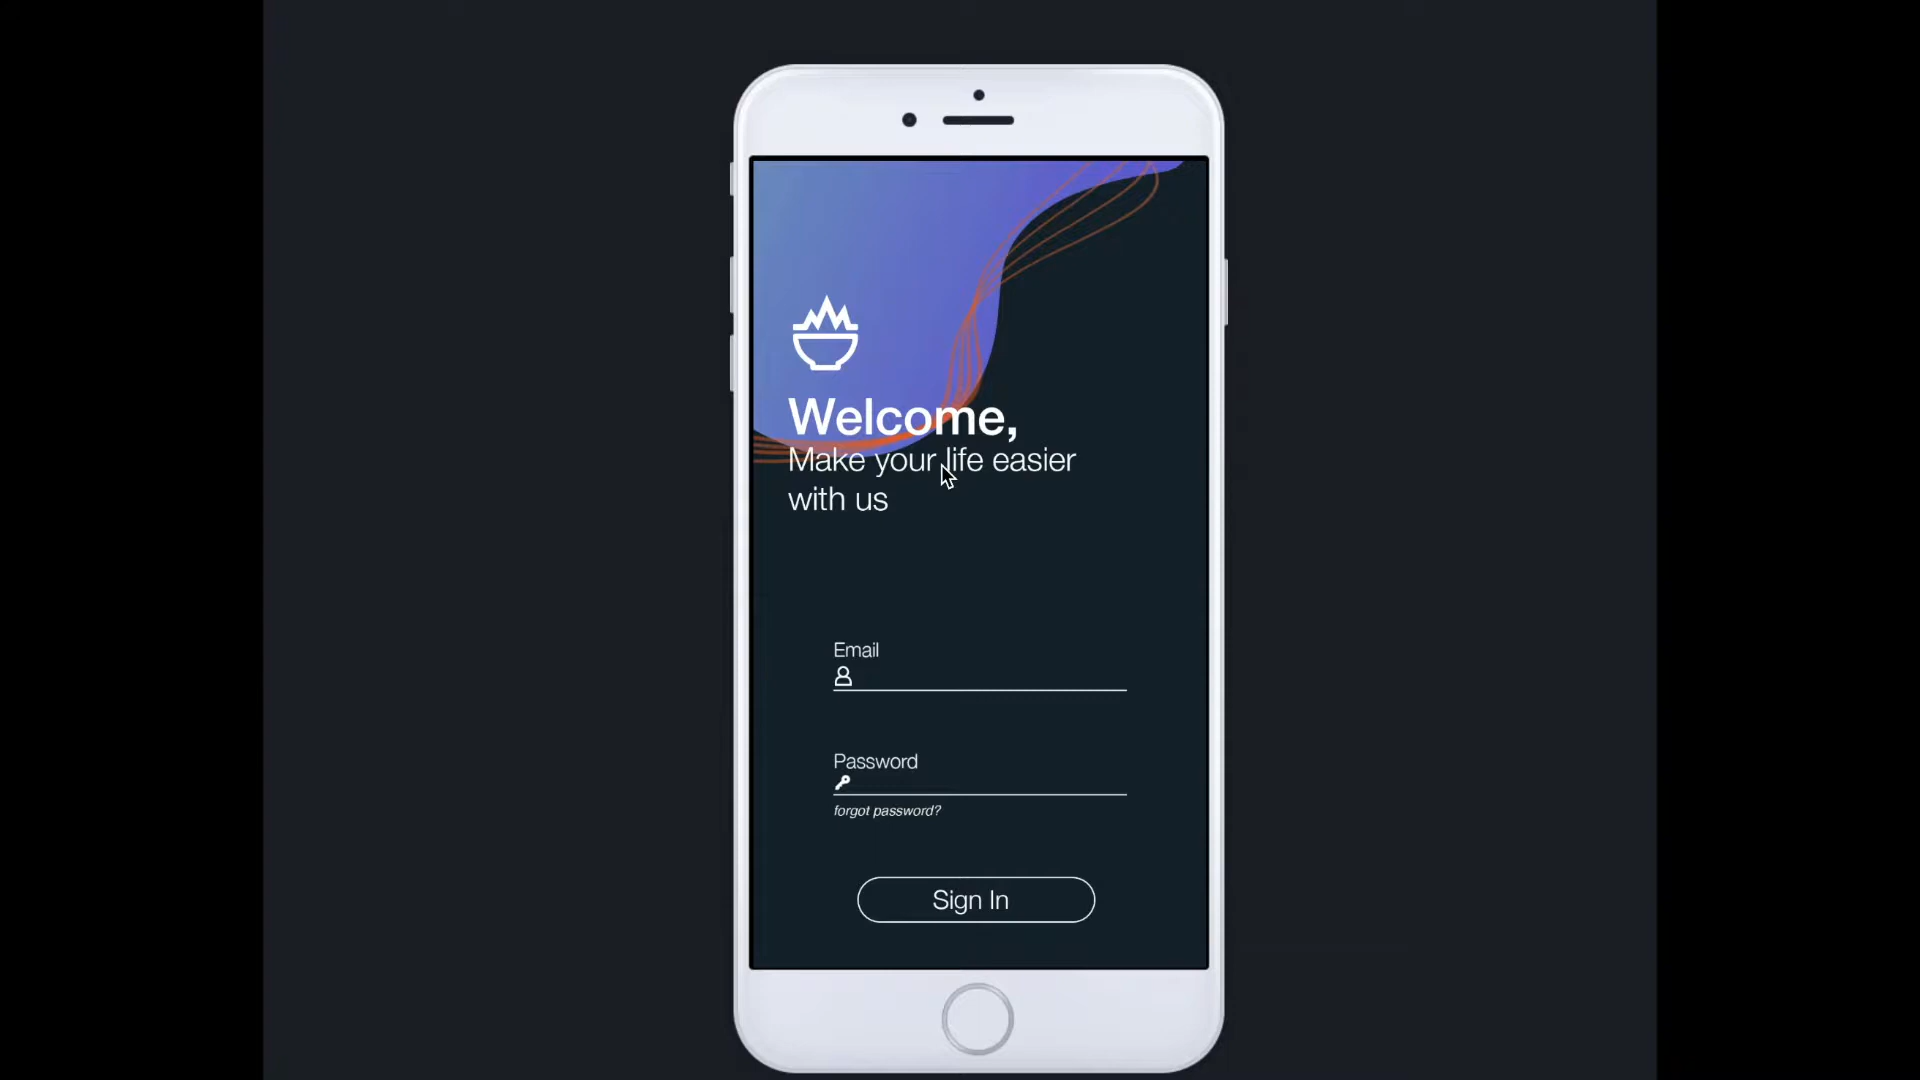 Welcome,
Make your life easier
with us
Email
Password
forgot password?
Sign In